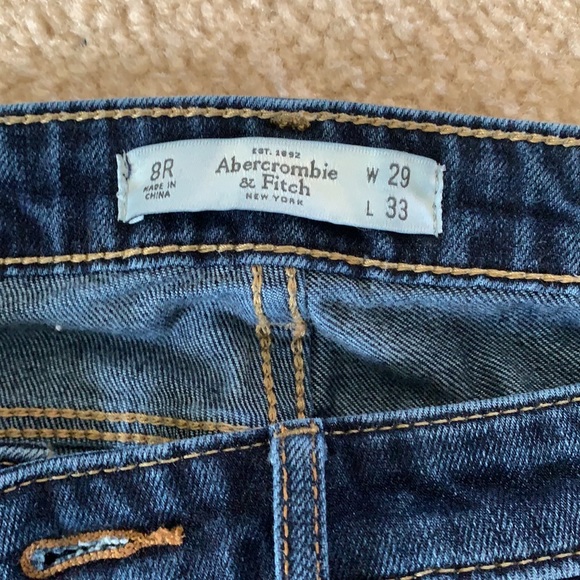 EST. 1892
8R
MADE IN
CHINA
Abercrombie
& Fitch
NEW YORK
W 29
L 33